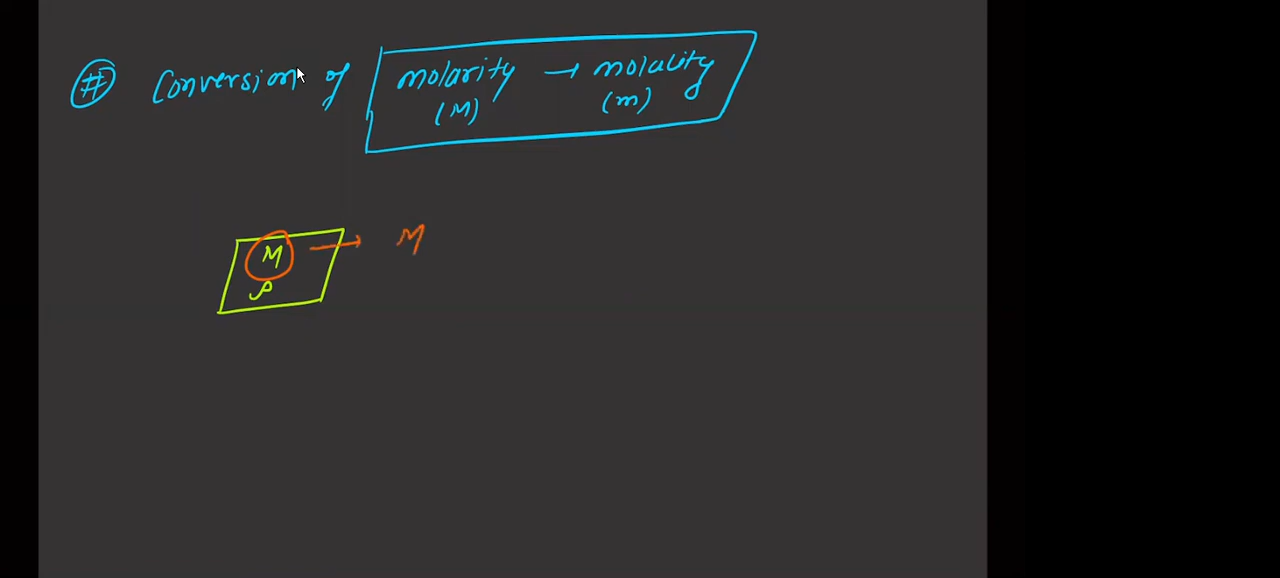 # Conversion of molarity → molality
(M) (m)
M → M
ρ